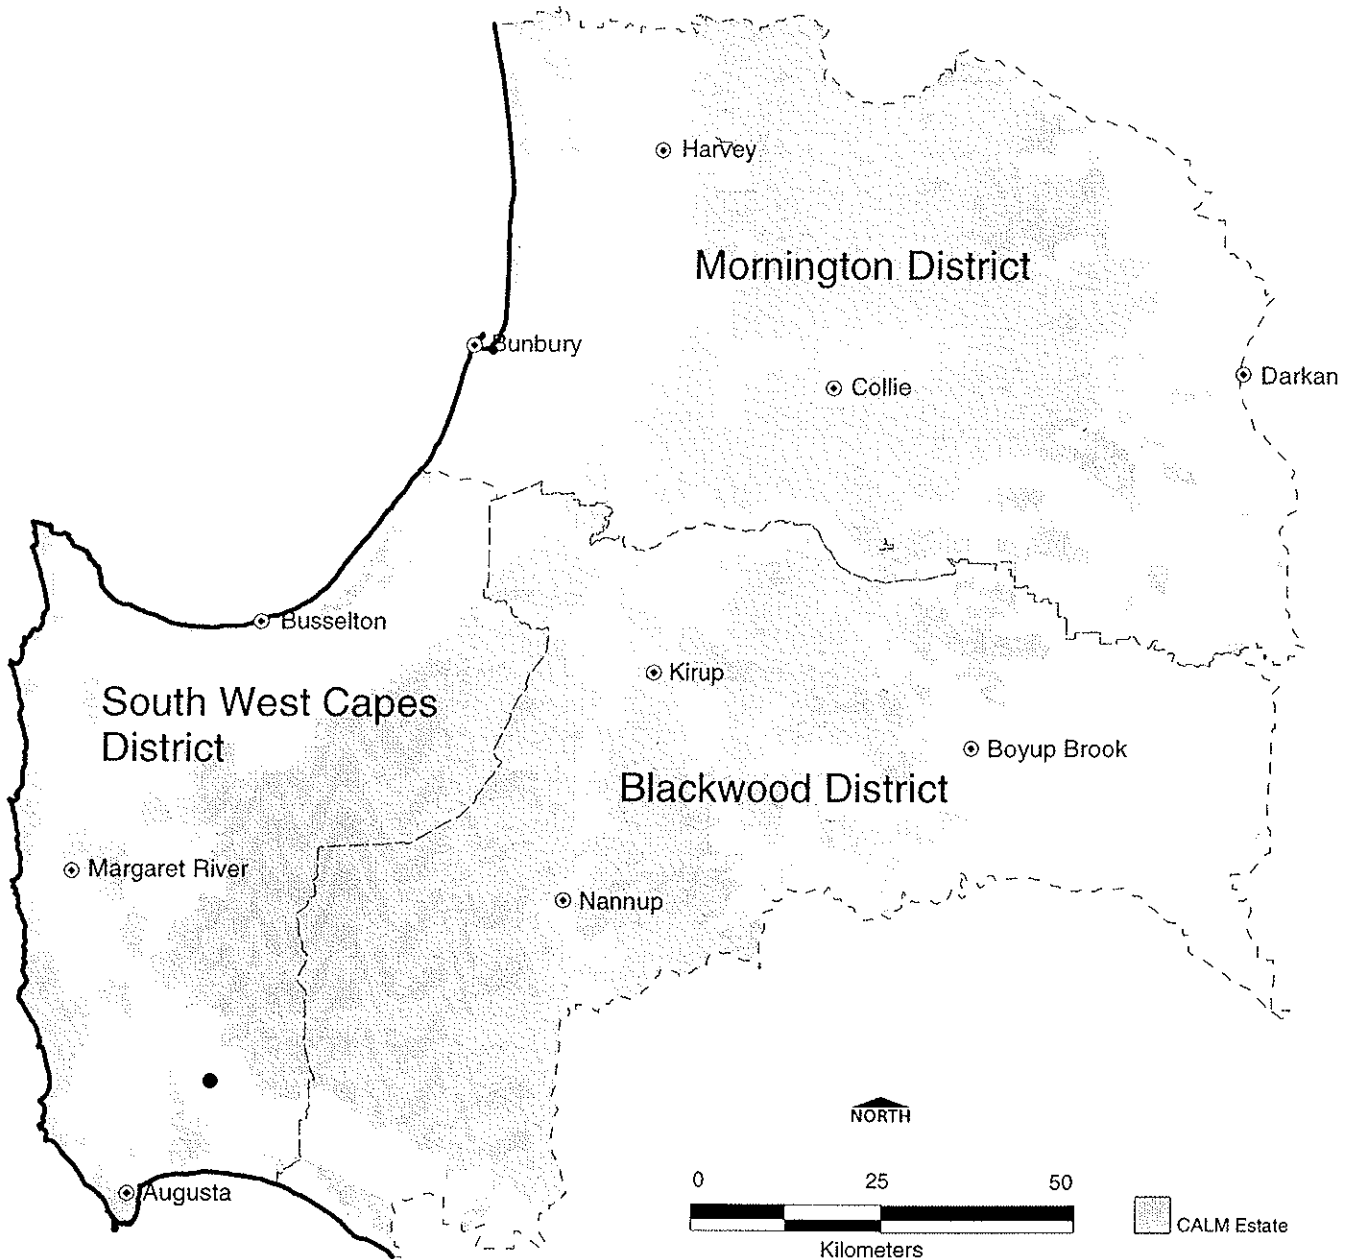 Harvey
Mornington District
Bunbury
Collie
Darkan
Busselton
Kirup
South West Capes
District
Boyup Brook
Blackwood District
Margaret River
Nannup
NORTH
0 25 50
Augusta
CALM Estate
Kilometers